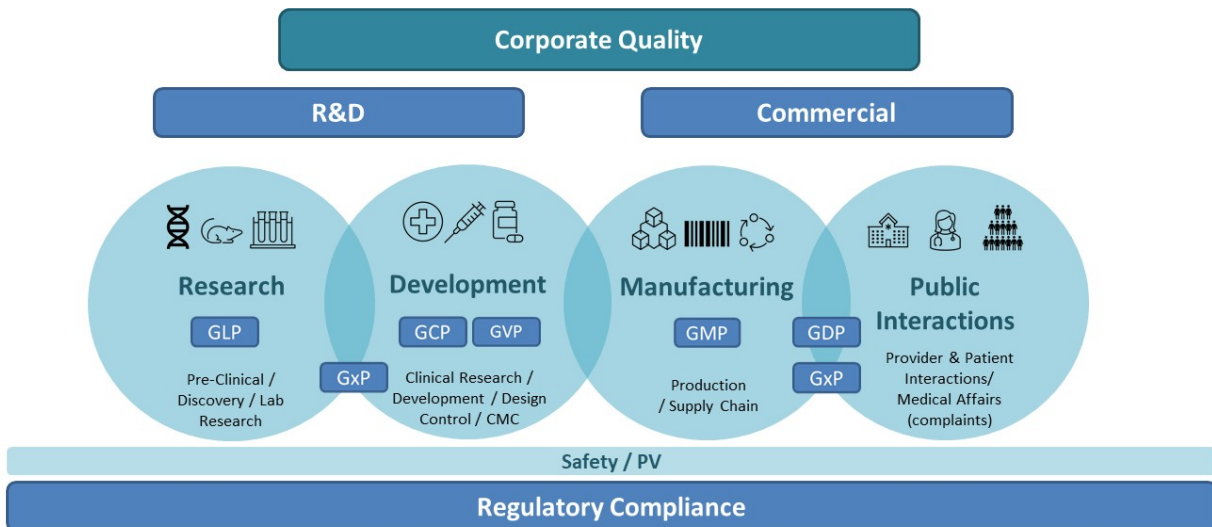 Corporate Quality
R&D
Commercial
Research
GLP
Pre-Clinical /
Discovery / Lab
Research
GxP
Development
GCP
GVP
Clinical Research /
Development / Design
Control / CMC
Manufacturing
GMP
Production
/ Supply Chain
GDP
GxP
Public
Interactions
Provider & Patient
Interactions/
Medical Affairs
(complaints)
Safety / PV
Regulatory Compliance